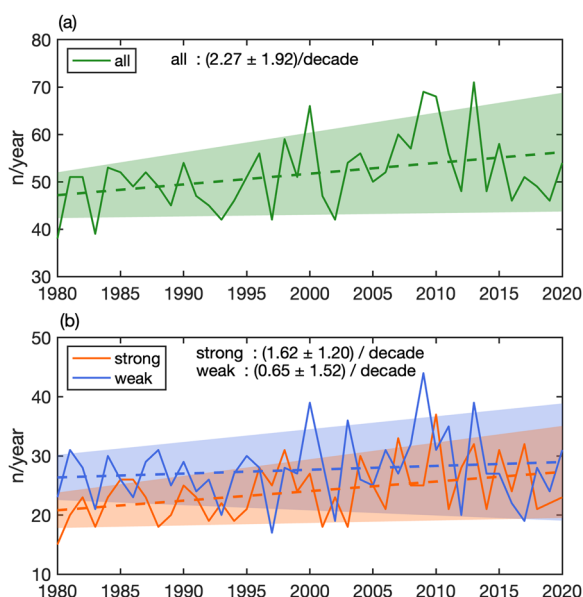 (a)
80
70
60
50
40
30
n/year
all
all : (2.27 ± 1.92)/decade
1980 1985 1990 1995 2000 2005 2010 2015 2020
(b)
50
40
30
20
10
n/year
strong
weak
strong : (1.62 ± 1.20) / decade
weak : (0.65 ± 1.52) / decade
1980 1985 1990 1995 2000 2005 2010 2015 2020